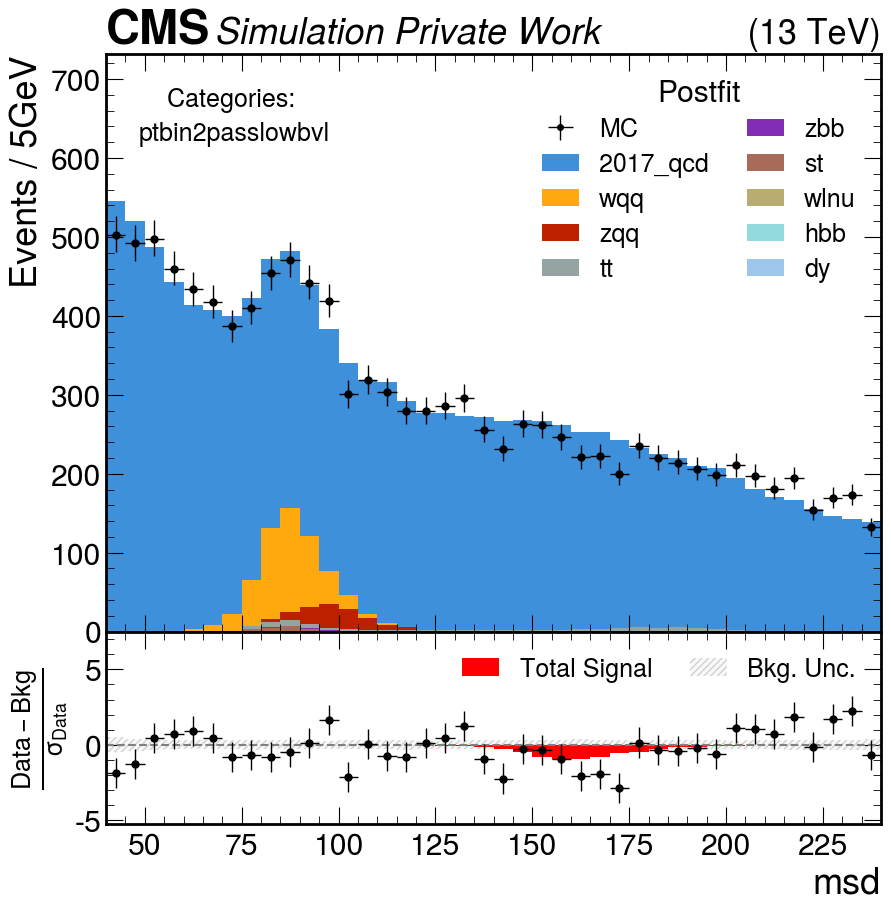 CMS Simulation Private Work (13 TeV)
Events / 5GeV
700
600
500
400
300
200
100
0
Categories:
ptbin2passlowbvl
Postfit
MC
2017_qcd
wqq
zqq
tt
zbb
st
wlnu
hbb
dy
Data – Bkg
σData
5
0
-5
Total Signal
Bkg. Unc.
50 75 100 125 150 175 200 225
msd